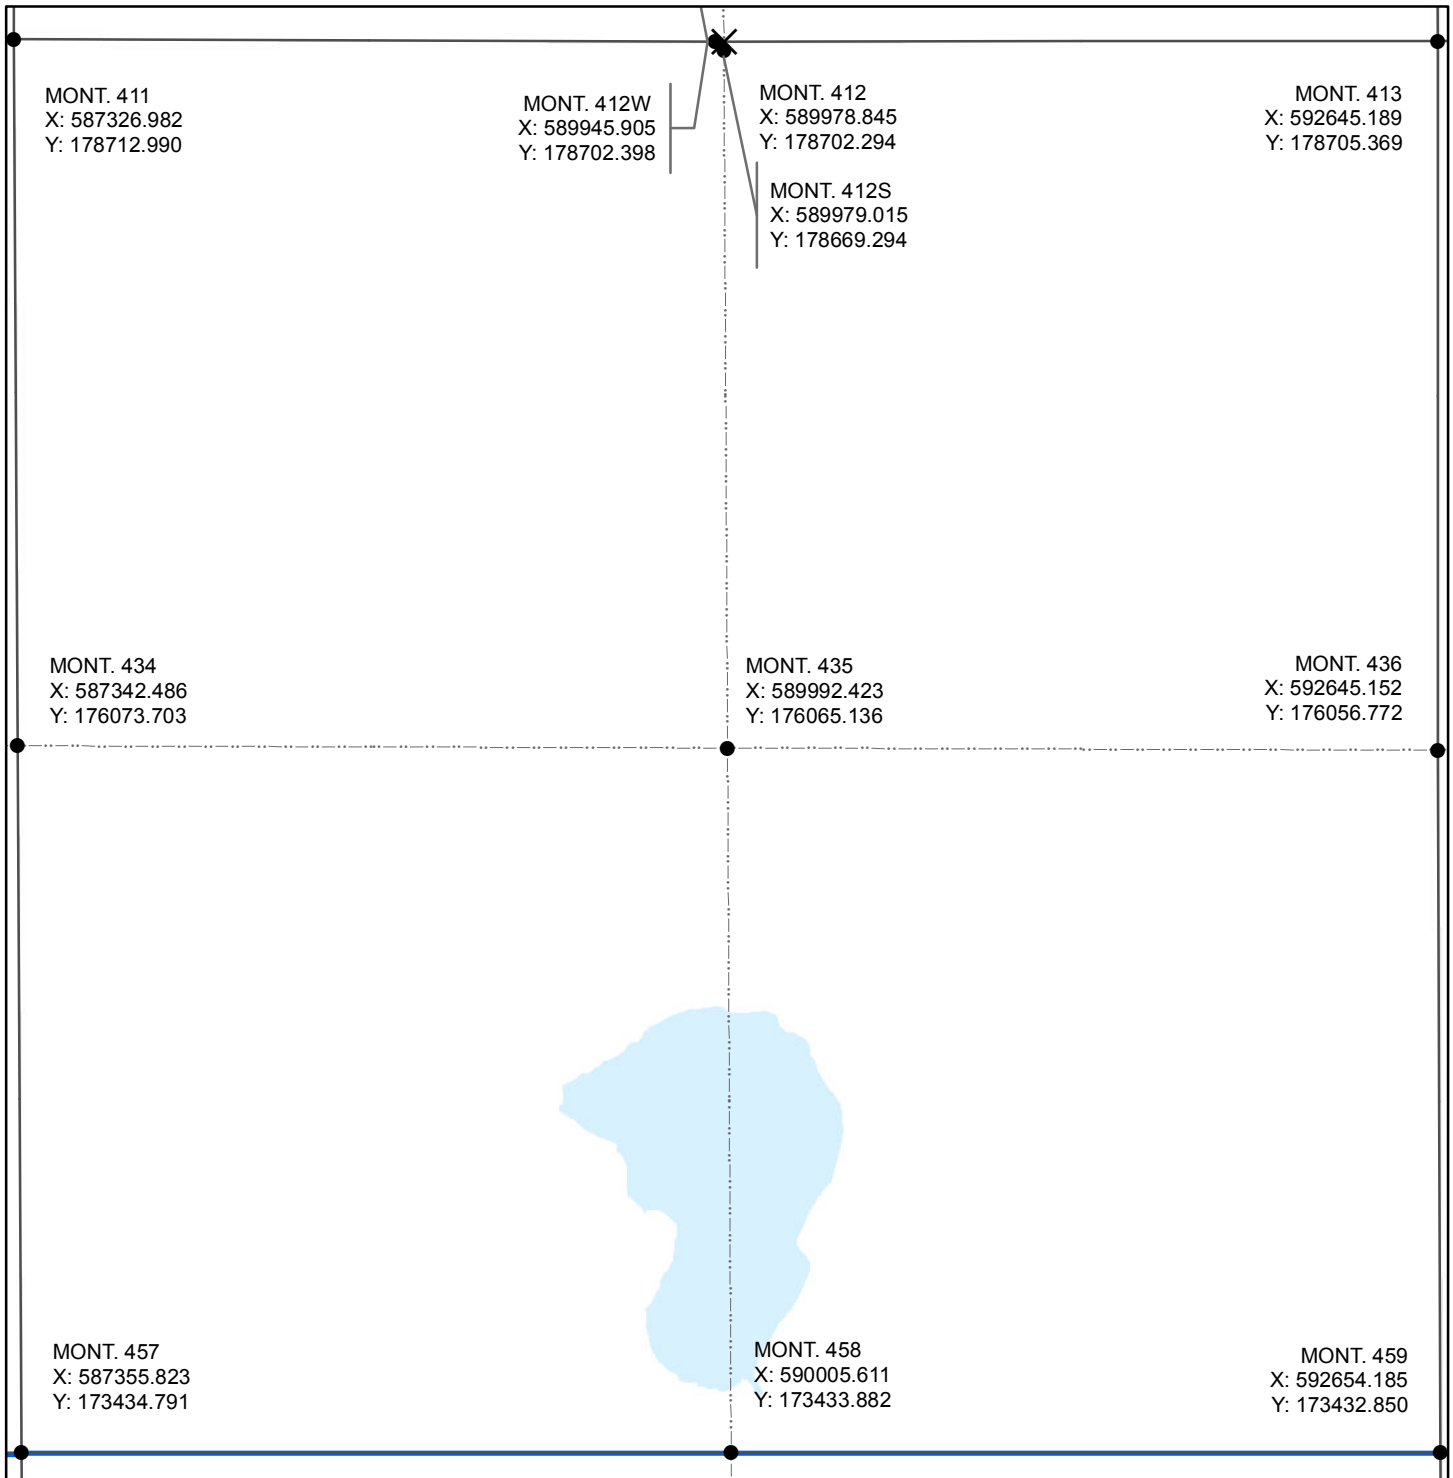 MONT. 411
X: 587326.982
Y: 178712.990
MONT. 412W
X: 589945.905
Y: 178702.398
MONT. 412
X: 589978.845
Y: 178702.294
MONT. 412S
X: 589979.015
Y: 178669.294
MONT. 413
X: 592645.189
Y: 178705.369
MONT. 434
X: 587342.486
Y: 176073.703
MONT. 435
X: 589992.423
Y: 176065.136
MONT. 436
X: 592645.152
Y: 176056.772
MONT. 457
X: 587355.823
Y: 173434.791
MONT. 458
X: 590005.611
Y: 173433.882
MONT. 459
X: 592654.185
Y: 173432.850